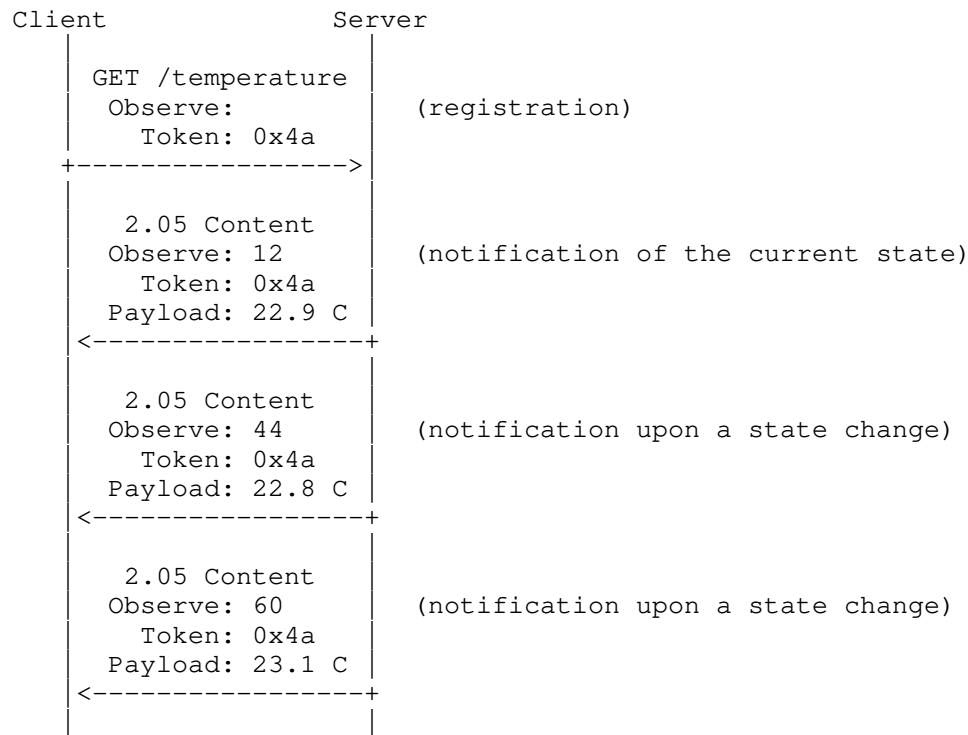 Client Server
GET /temperature
Observe: (registration)
Token: 0x4a
+----------------->
2.05 Content
Observe: 12 (notification of the current state)
Token: 0x4a
Payload: 22.9 C
<-----------------+
2.05 Content
Observe: 44 (notification upon a state change)
Token: 0x4a
Payload: 22.8 C
<-----------------+
2.05 Content
Observe: 60 (notification upon a state change)
Token: 0x4a
Payload: 23.1 C
<-----------------+